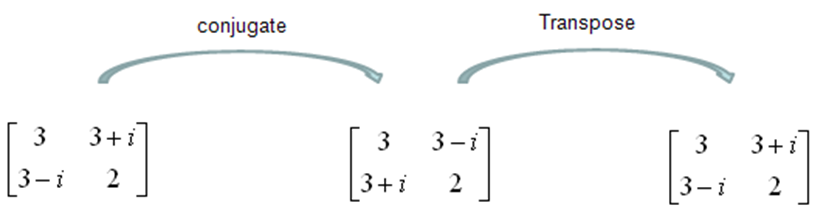 conjugate
Transpose
[3 3+i] [3 3−i] [3 3+i]
[3−i 2] [3+i 2] [3−i 2]